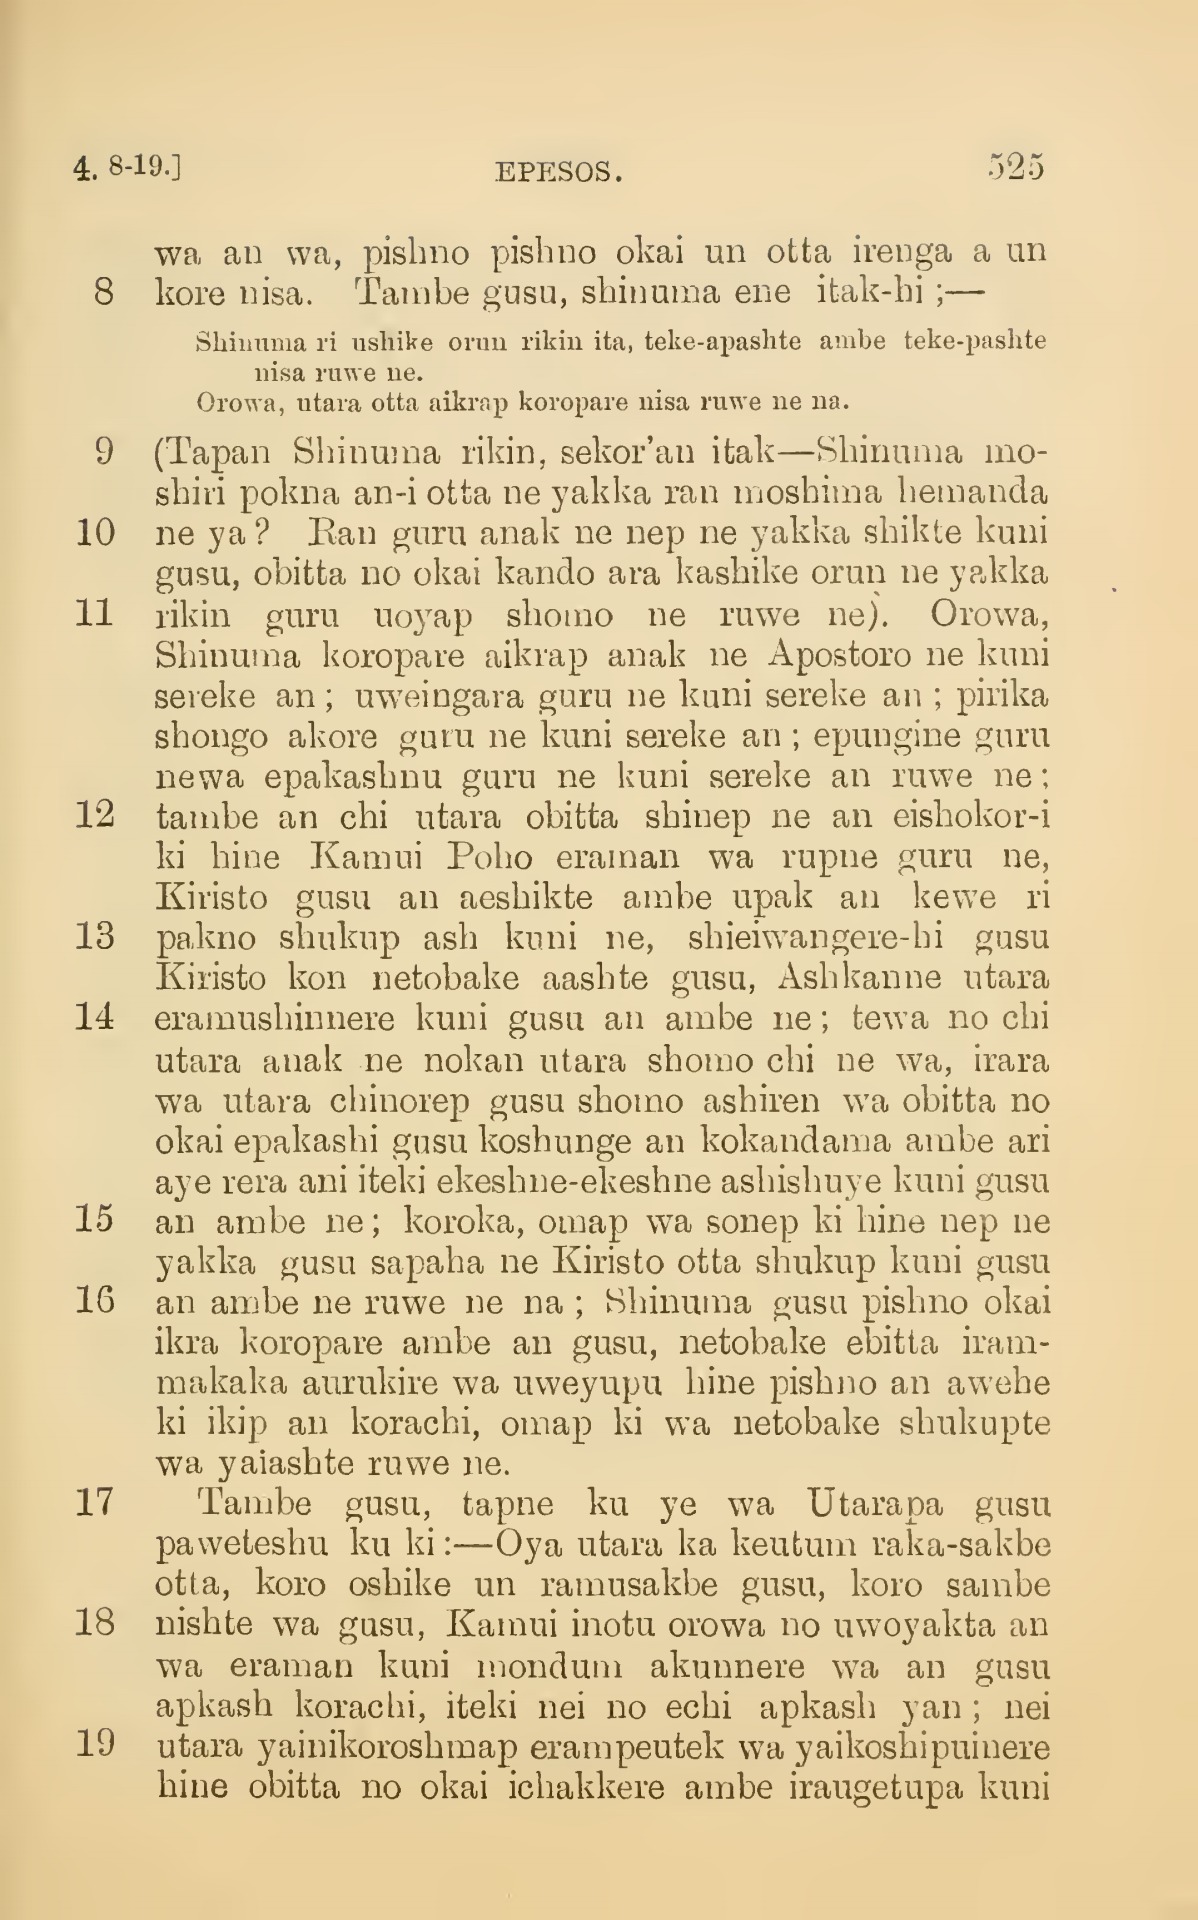 4. 8-19.] EPESOS. 525
wa an wa, pishno pishno okai un otta irenga a un
8 kore nisa. Tambe gusu, shinuma ene itak-hi ;—
Shinuma ri ushike orun rikin ita, teke-apashte ambe teke-pashte
nisa ruwe ne.
Orowa, utara otta aikrap koropare nisa ruwe ne na.
9 (Tapan Shinuma rikin, sekor'an itak—Shinuma mo-
shiri pokna an-i otta ne yakka ran moshima hemanda
10 ne ya? Ran guru anak ne nep ne yakka shikte kuni
gusu, obitta no okai kando ara kashike orun ne yakka
11 rikin guru uoyap shomo ne ruwe ne). Orowa,
Shinuma koropare aikrap anak ne Apostoro ne kuni
sereke an ; uweingara guru ne kuni sereke an ; pirika
shongo akore guru ne kuni sereke an ; epungine guru
newa epakashnu guru ne kuni sereke an ruwe ne ;
12 tambe an chi utara obitta shinep ne an eishokor-i
ki hine Kamui Poho eraman wa rupne guru ne,
Kiristo gusu an aeshikte ambe upak an kewe ri
13 pakno shukup ash kuni ne, shieiwangere-hi gusu
Kiristo kon netobake aashte gusu, Ashkanne utara
14 eramushinnere kuni gusu an ambe ne ; tewa no chi
utara anak ne nokan utara shomo chi ne wa, irara
wa utara chinorep gusu shomo ashiren wa obitta no
okai epakashi gusu koshunge an kokandama ambe ari
aye rera ani iteki ekeshne-ekeshne ashishuye kuni gusu
15 an ambe ne ; koroka, omap wa sonep ki hine nep ne
yakka gusu sapaha ne Kiristo otta shukup kuni gusu
16 an ambe ne ruwe ne na ; Shinuma gusu pishno okai
ikra koropare ambe an gusu, netobake ebitta iram-
makaka aurukire wa uweyupu hine pishno an awehe
ki ikip an korachi, omap ki wa netobake shukupte
wa yaiashte ruwe ne.
17 Tambe gusu, tapne ku ye wa Utarapa gusu
paweteshu ku ki :—Oya utara ka keutum raka-sakbe
otta, koro oshike un ramusakbe gusu, koro sambe
18 nishte wa gusu, Kamui inotu orowa no uwoyakta an
wa eraman kuni mondum akunnere wa an gusu
apkash korachi, iteki nei no echi apkash yan ; nei
19 utara yainikoroshmap erampeutek wa yaikoshipuinere
hine obitta no okai ichakkere ambe iraugetupa kuni